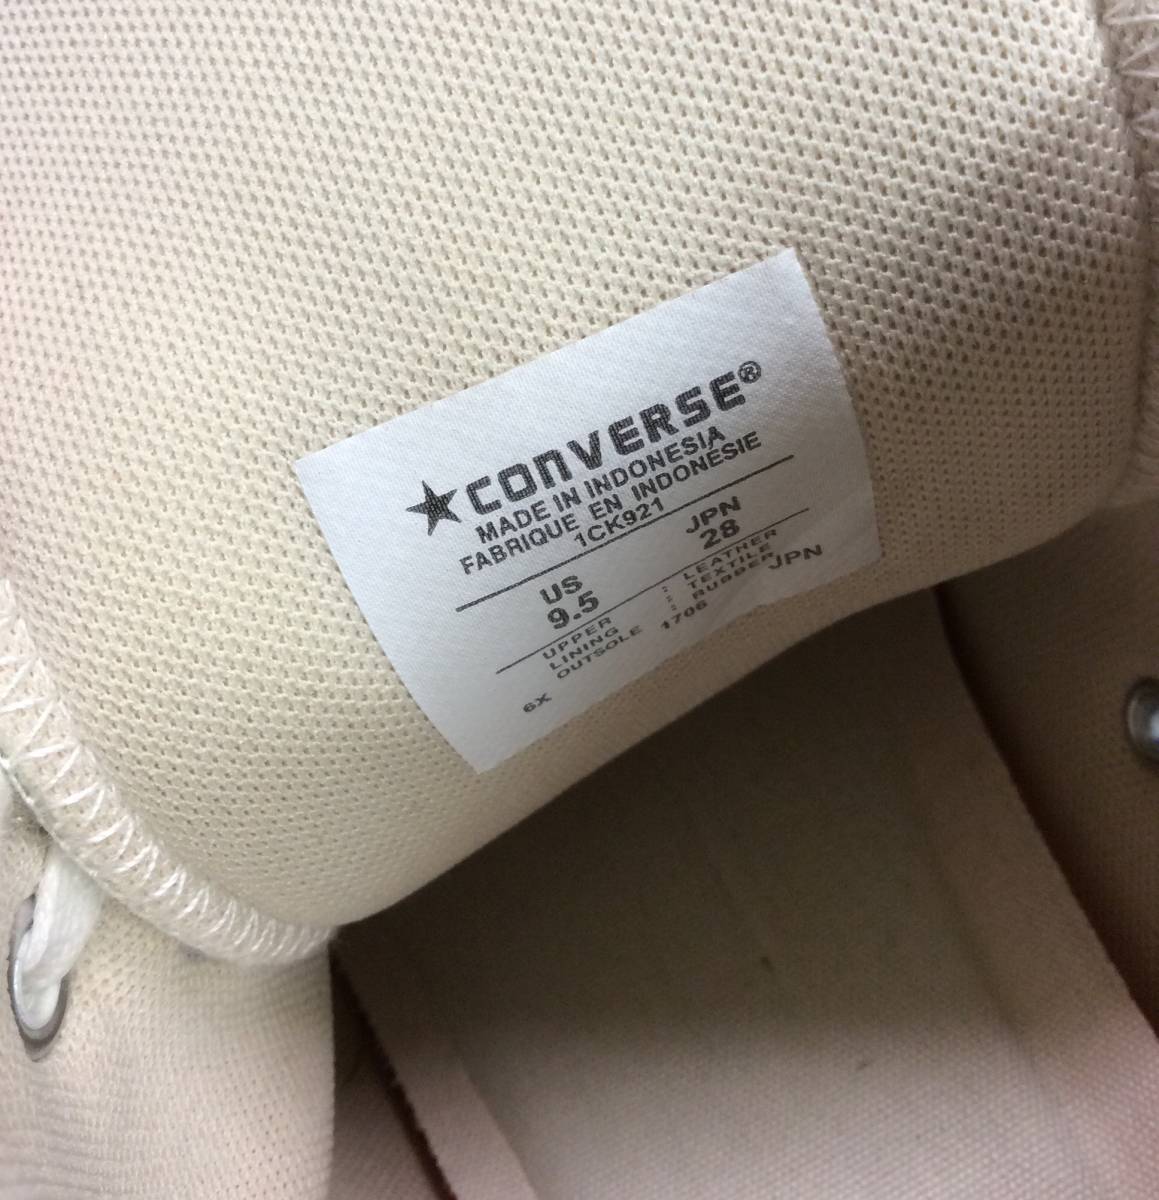 ★CONVERSE®
MADE IN INDONESIA
FABRIQUE EN INDONÉSIE
1CK921
US JPN
9.5 28
UPPER : LEATHER
LINING : TEXTILE
OUTSOLE : RUBBER
6X 1706 JPN